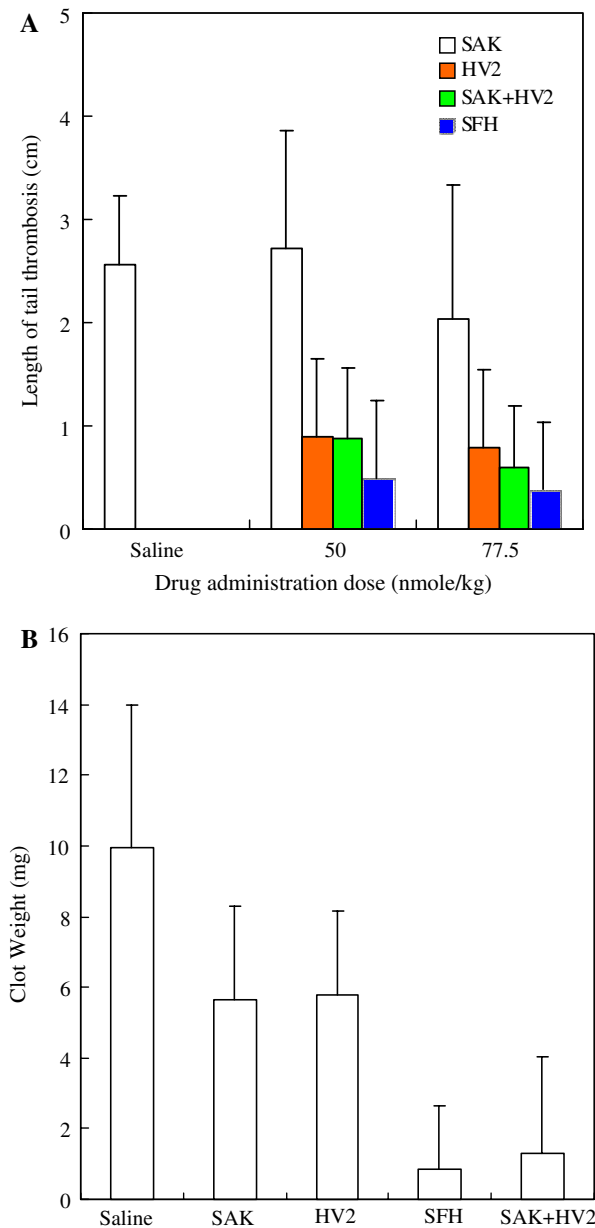 A
5
4
3
2
1
0
Length of tail thrombosis (cm)
SAK
HV2
SAK+HV2
SFH
Saline 50 77.5
Drug administration dose (nmole/kg)
B
16
14
12
10
8
6
4
2
0
Clot Weight (mg)
Saline SAK HV2 SFH SAK+HV2